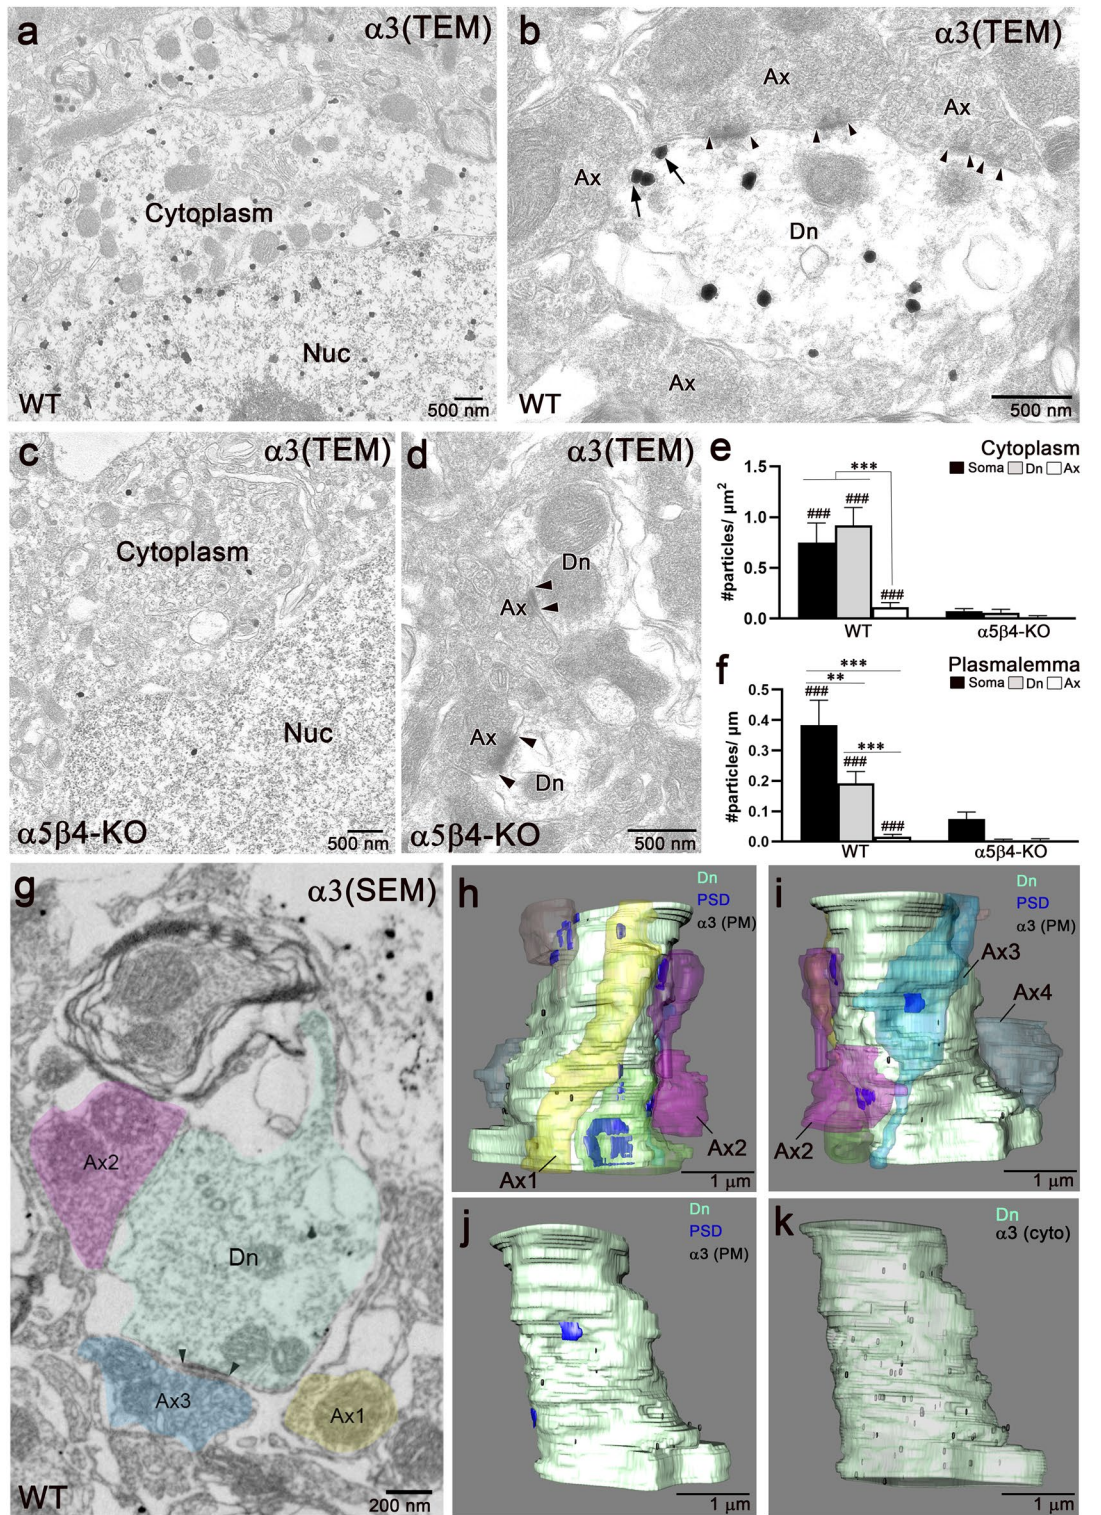 a
α3(TEM)
Cytoplasm
Nuc
WT
500 nm
b
α3(TEM)
Ax
Ax
Ax
Dn
Ax
WT
500 nm
c
α3(TEM)
Cytoplasm
Nuc
α5β4-KO
500 nm
d
α3(TEM)
Dn
Ax
Ax
Dn
α5β4-KO
500 nm
e
Cytoplasm
Soma Dn Ax
#particles/ µm²
1.5
1.0
0.5
0.0
***
###
###
###
WT
α5β4-KO
f
Plasmalemma
Soma Dn Ax
#particles/ µm
0.5
0.4
0.3
0.2
0.1
0.0
***
**
###
***
###
###
WT
α5β4-KO
g
α3(SEM)
Ax2
Dn
Ax3
Ax1
WT
200 nm
h
Dn
PSD
α3 (PM)
Ax2
Ax1
1 µm
i
Dn
PSD
α3 (PM)
Ax3
Ax4
Ax2
1 µm
j
Dn
PSD
α3 (PM)
1 µm
k
Dn
α3 (cyto)
1 µm